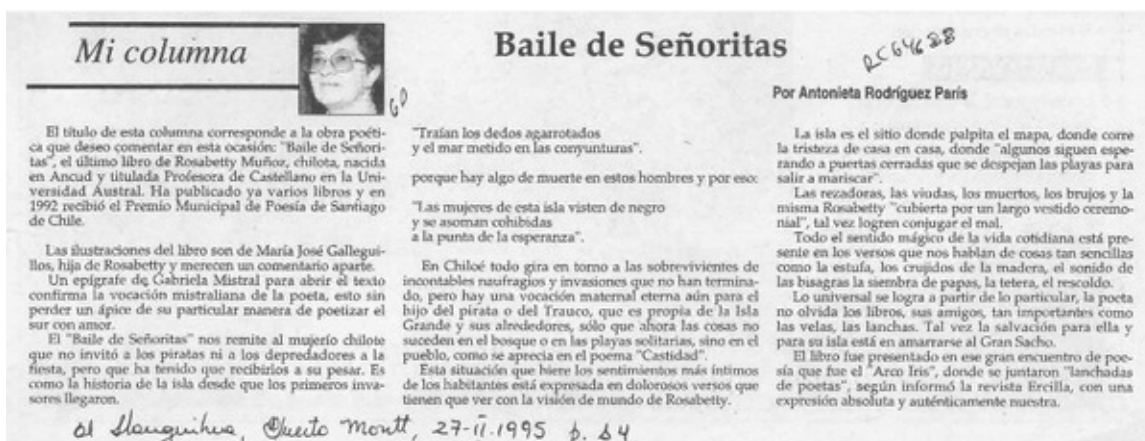 Mi columna
Baile de Señoritas
RC64628
60
Por Antonieta Rodríguez París
El título de esta columna corresponde a la obra poéti-
ca que deseo comentar en esta ocasión: "Baile de Señori-
tas", el último libro de Rosabetty Muñoz, chilota, nacida
en Ancud y titulada Profesora de Castellano en la Uni-
versidad Austral. Ha publicado ya varios libros y en
1992 recibió el Premio Municipal de Poesía de Santiago
de Chile.
Las ilustraciones del libro son de María José Gallegui-
llos, hija de Rosabetty y merecen un comentario aparte.
Un epígrafe de Gabriela Mistral para abrir el texto
confirma la vocación mistraliana de la poeta, esto sin
perder un ápice de su particular manera de poetizar el
sur con amor.
El "Baile de Señoritas" nos remite al mujerío chilote
que no invitó a los piratas ni a los depredadores a la
fiesta, pero que ha tenido que recibirlos a su pesar. Es
como la historia de la isla desde que los primeros inva-
sores llegaron.
"Traían los dedos agarrotados
y el mar metido en las conyunturas".
porque hay algo de muerte en estos hombres y por eso:
"Las mujeres de esta isla visten de negro
y se asoman cohibidas
a la punta de la esperanza".
En Chiloé todo gira en torno a las sobrevivientes de
incontables naufragios y invasiones que no han termina-
do, pero hay una vocación maternal eterna aún para el
hijo del pirata o del Trauco, que es propia de la Isla
Grande y sus alrededores, sólo que ahora las cosas no
suceden en el bosque o en las playas solitarias, sino en el
pueblo, como se aprecia en el poema "Castidad".
Esta situación que hiere los sentimientos más íntimos
de los habitantes está expresada en dolorosos versos que
tienen que ver con la visión de mundo de Rosabetty.
La isla es el sitio donde palpita el mapa, donde corre
la tristeza de casa en casa, donde "algunos siguen espe-
rando a puertas cerradas que se despejan las playas para
salir a mariscar".
Las rezadoras, las viudas, los muertos, los brujos y la
misma Rosabetty "cubierta por un largo vestido ceremo-
nial", tal vez logren conjugar el mal.
Todo el sentido mágico de la vida cotidiana está pre-
sente en los versos que nos hablan de cosas tan sencillas
como la estufa, los crujidos de la madera, el sonido de
las bisagras la siembra de papas, la tetera, el rescoldo.
Lo universal se logra a partir de lo particular, la poeta
no olvida los libros, sus amigos, tan importantes como
las velas, las lanchas. Tal vez la salvación para ella y
para su isla está en amarrarse al Gran Sacho.
El libro fue presentado en ese gran encuentro de poe-
sía que fue el "Arco Iris", donde se juntaron "lanchadas
de poetas", según informó la revista Ercilla, con una
expresión absoluta y auténticamente nuestra.
El Llanquihue, Puerto Montt, 27-II-1995 p. A4